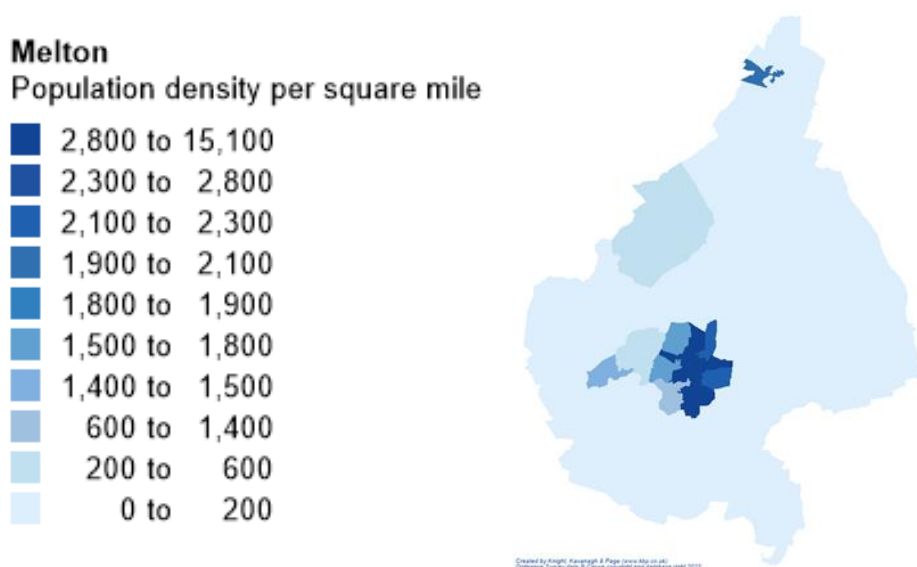 Melton
Population density per square mile
2,800 to 15,100
2,300 to 2,800
2,100 to 2,300
1,900 to 2,100
1,800 to 1,900
1,500 to 1,800
1,400 to 1,500
600 to 1,400
200 to 600
0 to 200
Created by Knight, Kavanagh & Page (www.kkp.co.uk)